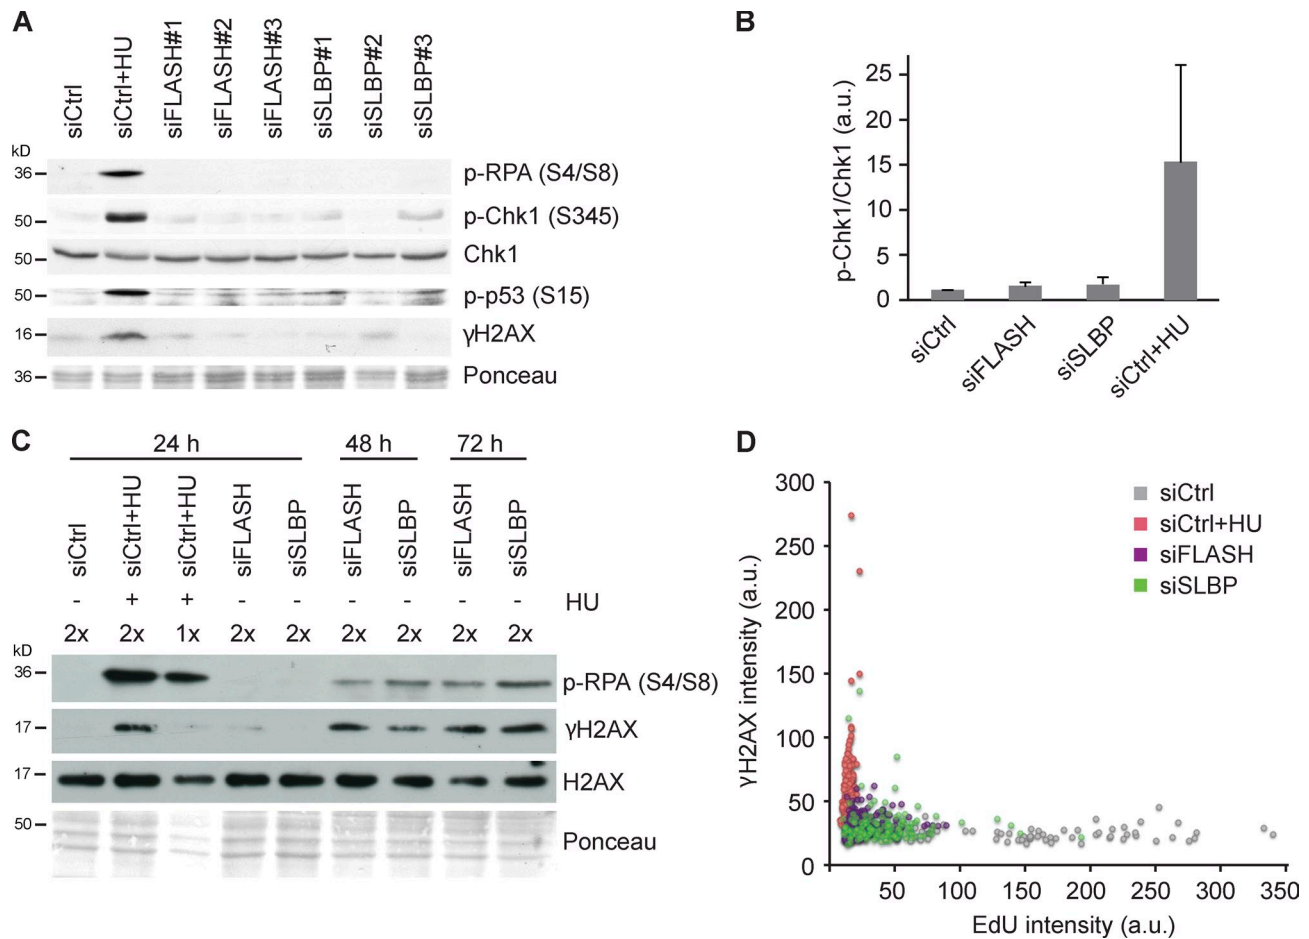 A
siCtrl
siCtrl+HU
siFLASH#1
siFLASH#2
siFLASH#3
siSLBP#1
siSLBP#2
siSLBP#3
kD
36
p-RPA (S4/S8)
50
p-Chk1 (S345)
50
Chk1
50
p-p53 (S15)
16
γH2AX
36
Ponceau
B
p-Chk1/Chk1 (a.u.)
25
20
15
10
5
0
siCtrl
siFLASH
siSLBP
siCtrl+HU
C
24 h
48 h
72 h
siCtrl
siCtrl+HU
siCtrl+HU
siFLASH
siSLBP
siFLASH
siSLBP
siFLASH
siSLBP
- + + - - - - - - HU
2x 2x 1x 2x 2x 2x 2x 2x 2x
kD
36
p-RPA (S4/S8)
17
γH2AX
17
H2AX
50
Ponceau
D
γH2AX intensity (a.u.)
300
250
200
150
100
50
0
siCtrl
siCtrl+HU
siFLASH
siSLBP
50 100 150 200 250 300 350
EdU intensity (a.u.)